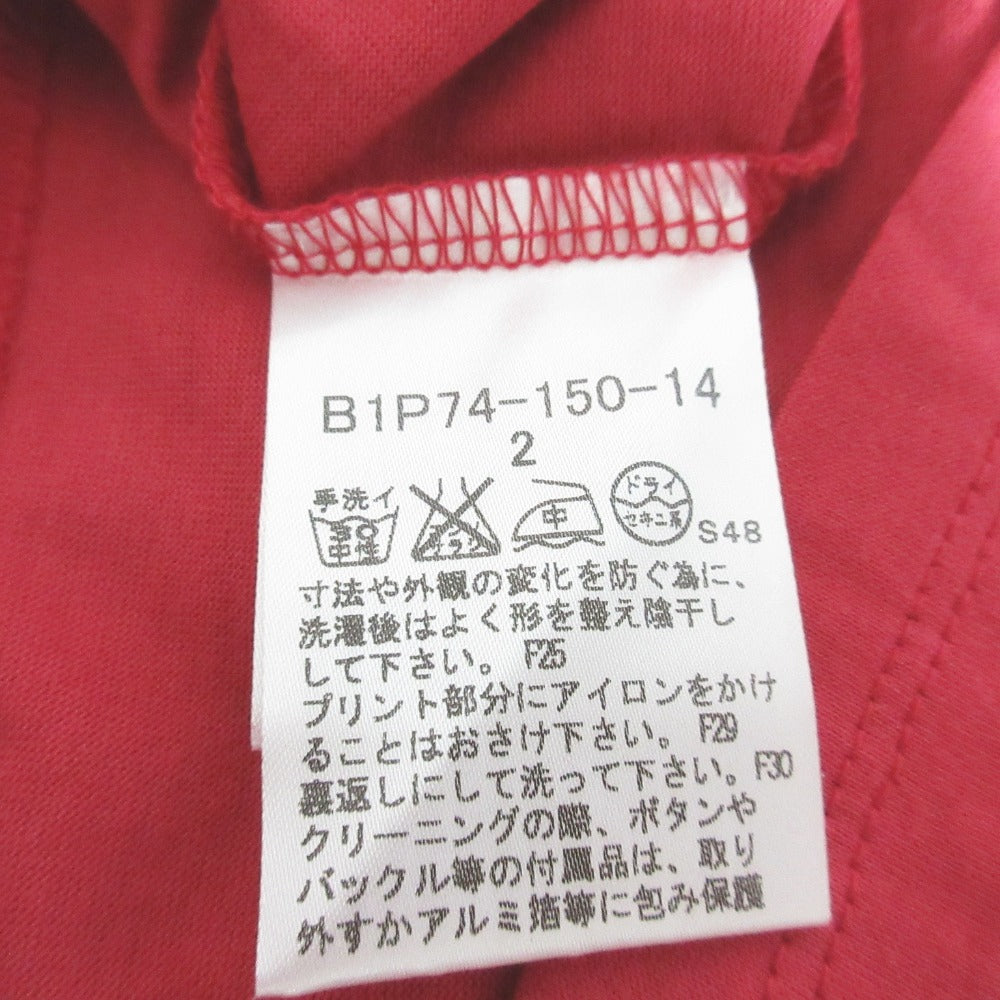 B1P74-150-14
2
手洗イ ドライ
中性 エンソサラシ 中 セキユ系 S48
寸法や外観の変化を防ぐ為に、
洗濯後はよく形を整え陰干し
して下さい。 F25
プリント部分にアイロンをかけ
ることはおさけ下さい。 F29
裏返しにして洗って下さい。F30
クリーニングの際、ボタンや
バックル等の付属品は、取り
外すかアルミ箔等に包み保護